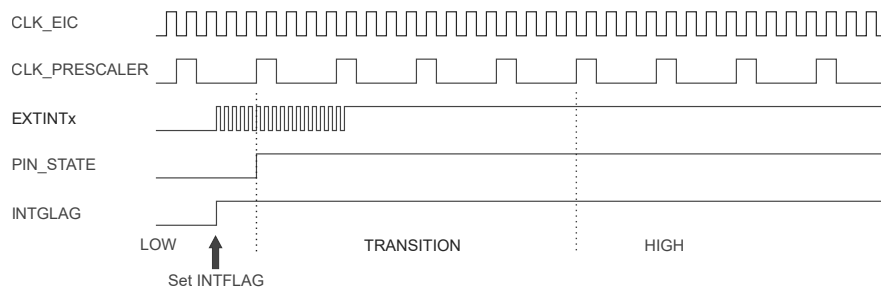 CLK_EIC
CLK_PRESCALER
EXTINTx
PIN_STATE
INTGLAG
LOW TRANSITION HIGH
Set INTFLAG